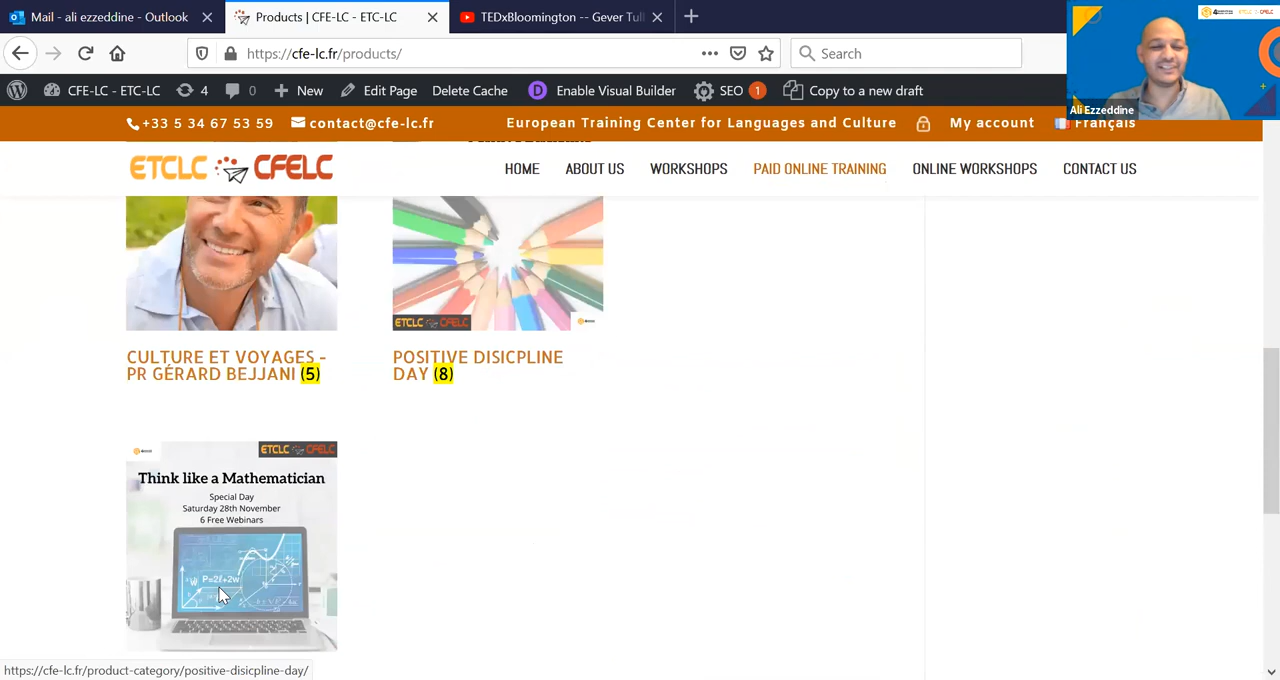 Mail - ali ezzeddine - Outlook
Products | CFE-LC - ETC-LC
TEDxBloomington -- Gever Tull
https://cfe-lc.fr/products/
Search
CFE-LC - ETC-LC
4
0
New
Edit Page
Delete Cache
D
Enable Visual Builder
SEO
1
Copy to a new draft
Ali Ezzeddine
+33 5 34 67 53 59
contact@cfe-lc.fr
European Training Center for Languages and Culture
My account
Français
ETCLC CFELC
HOME
ABOUT US
WORKSHOPS
PAID ONLINE TRAINING
ONLINE WORKSHOPS
CONTACT US
ETCLC CFELC
CULTURE ET VOYAGES -
PR GÉRARD BEJJANI (5)
POSITIVE DISICPLINE
DAY (8)
ETCLC CFELC
Think like a Mathematician
Special Day
Saturday 28th November
6 Free Webinars
P=2ℓ+2w
https://cfe-lc.fr/product-category/positive-disicpline-day/